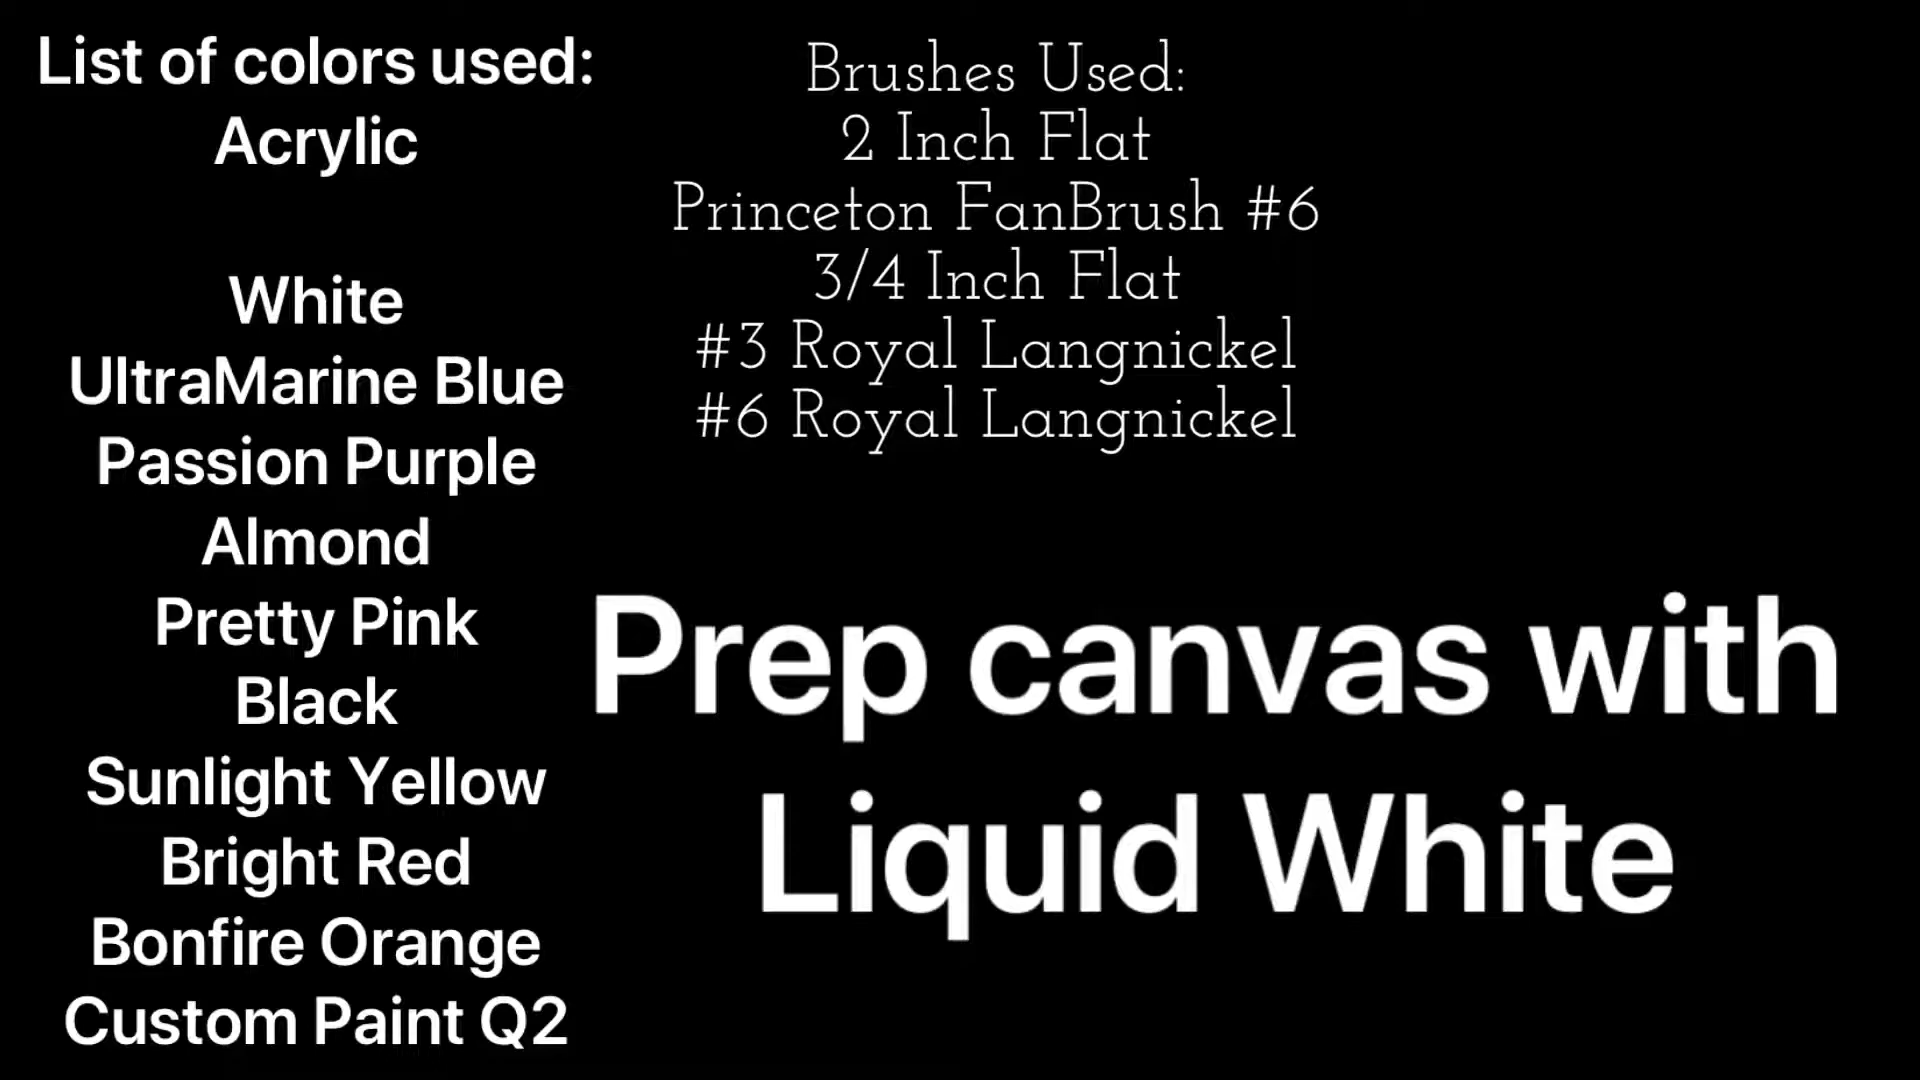 List of colors used:
Acrylic
White
UltraMarine Blue
Passion Purple
Almond
Pretty Pink
Black
Sunlight Yellow
Bright Red
Bonfire Orange
Custom Paint Q2
Brushes Used:
2 Inch Flat
Princeton FanBrush #6
3/4 Inch Flat
#3 Royal Langnickel
#6 Royal Langnickel
Prep canvas with
Liquid White